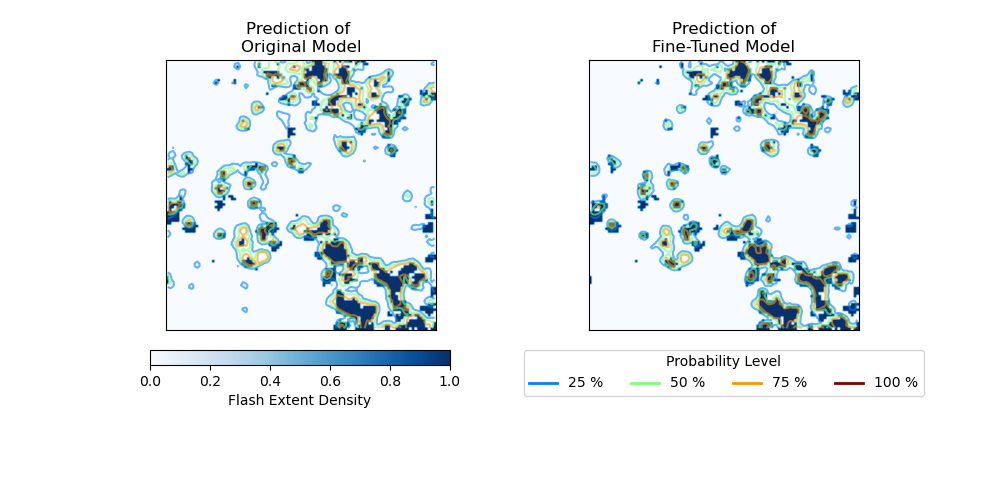 Prediction of
Original Model
Prediction of
Fine-Tuned Model
0.0 0.2 0.4 0.6 0.8 1.0
Flash Extent Density
Probability Level
25 % 50 % 75 % 100 %